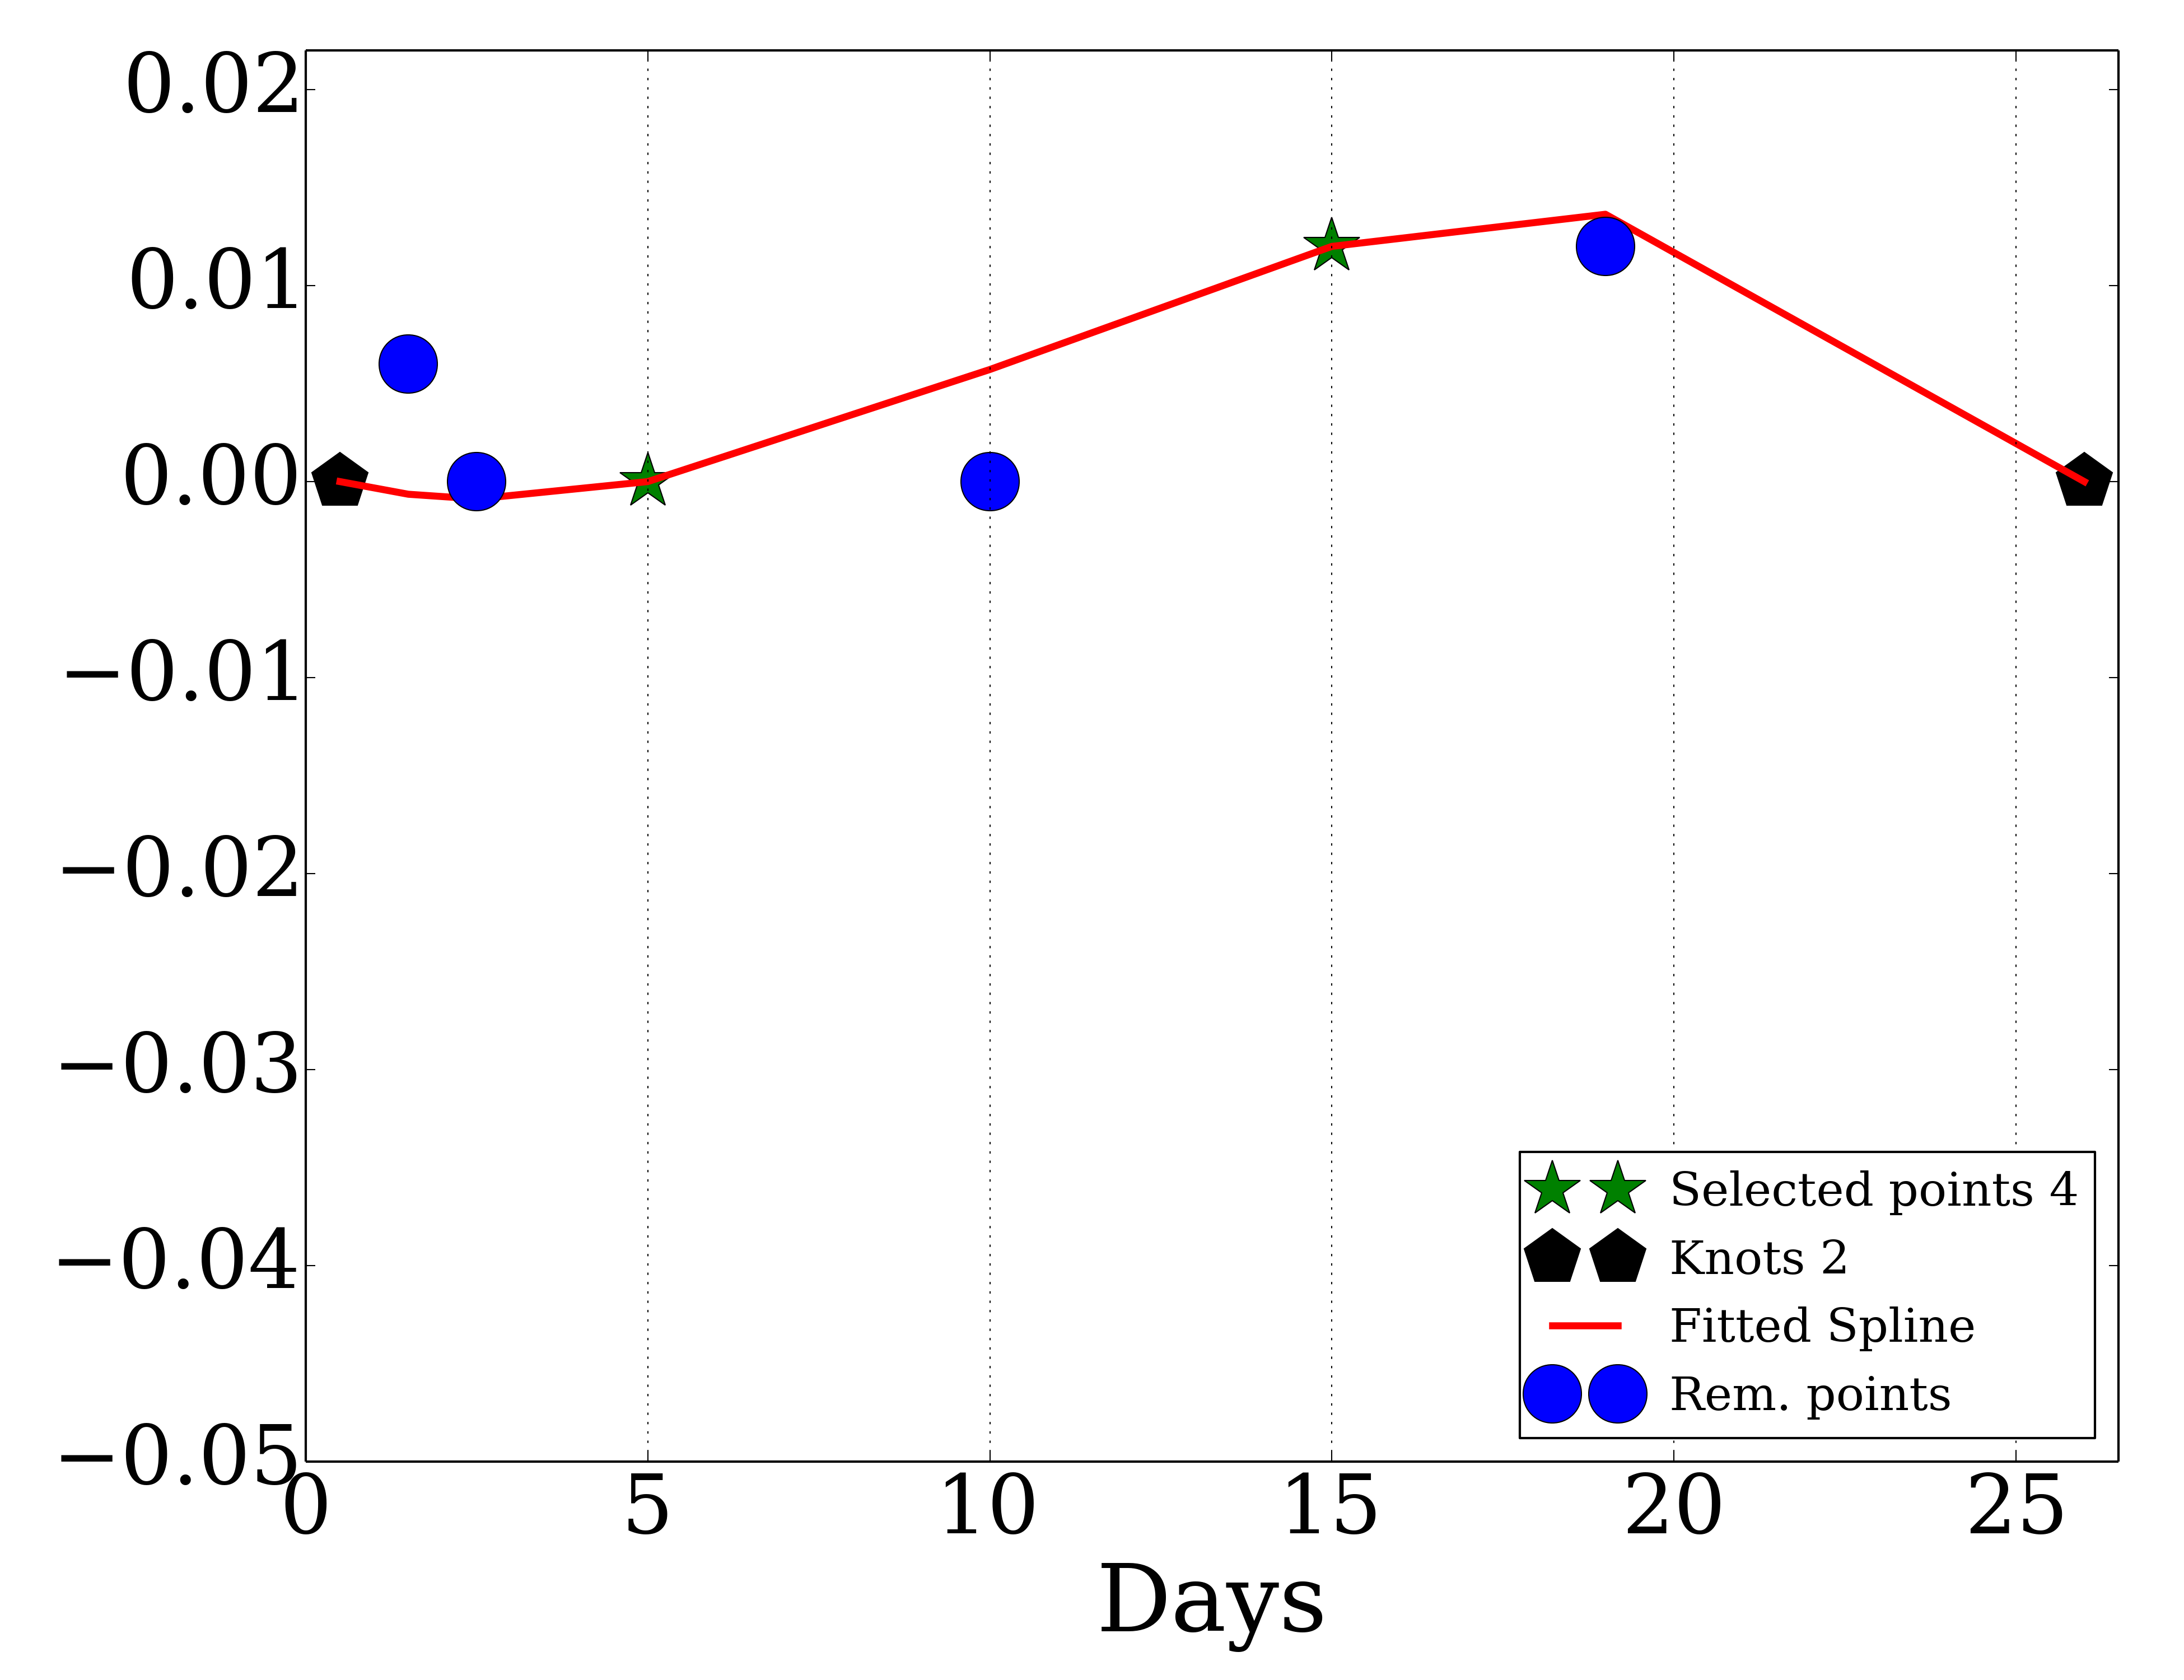 0.02
0.01
0.00
−0.01
−0.02
−0.03
−0.04
−0.05
0 5 10 15 20 25
Days
Selected points 4
Knots 2
Fitted Spline
Rem. points